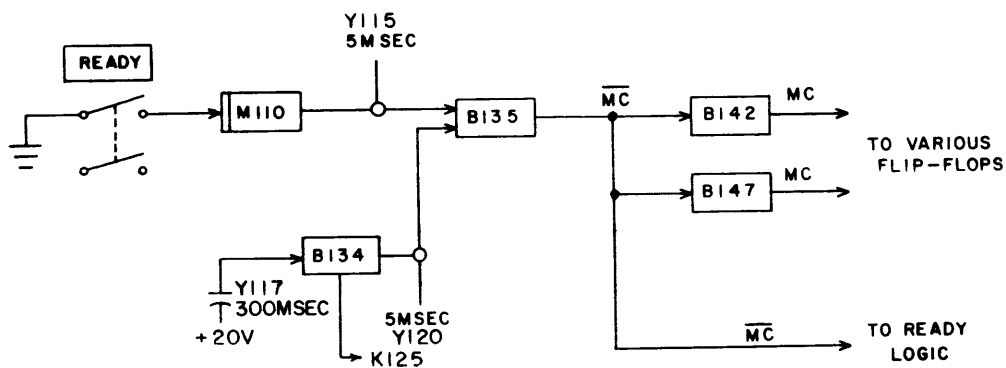 Y115
5MSEC
READY
M110
B135
MC
B142
MC
TO VARIOUS
FLIP-FLOPS
B147
MC
B134
Y117
300MSEC
+20V
5MSEC
Y120
K125
MC
TO READY
LOGIC